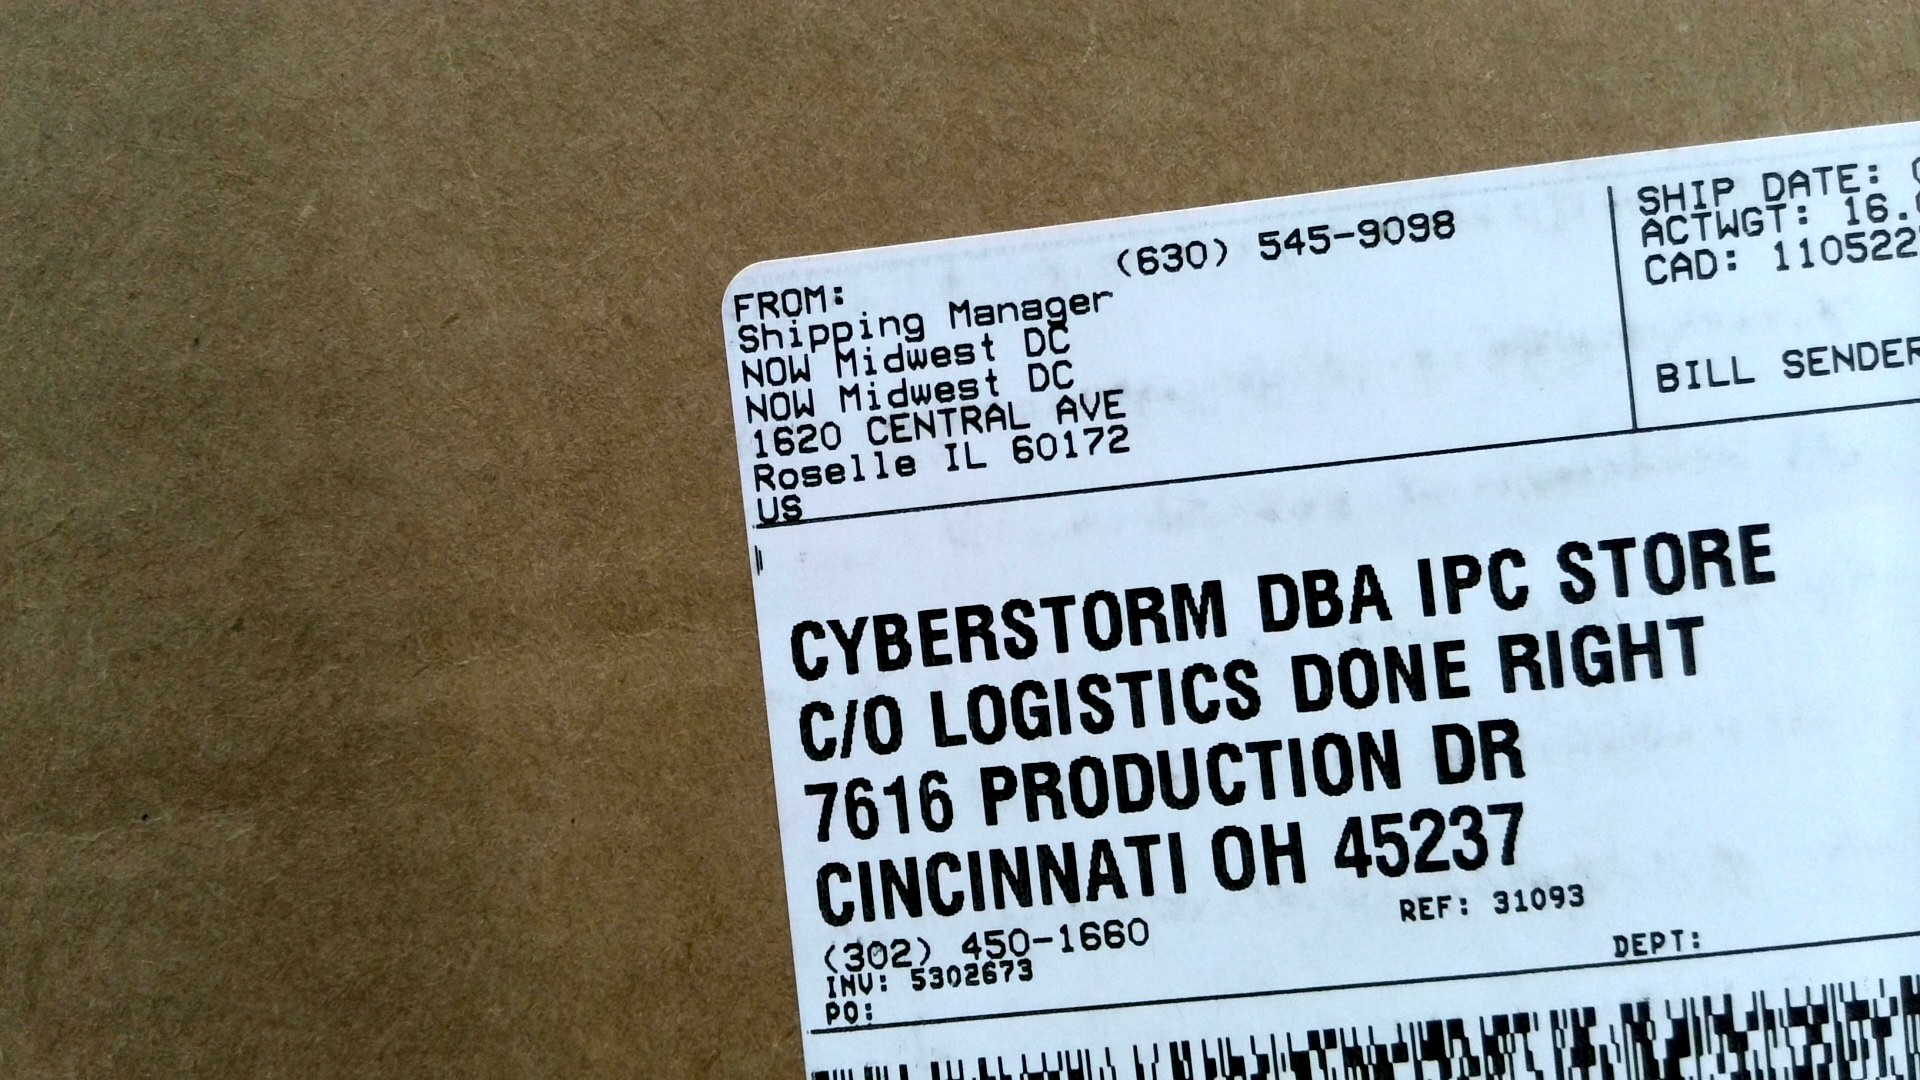 FROM:
(630) 545-9098
Shipping Manager
NOW Midwest DC
NOW Midwest DC
1620 CENTRAL AVE
Roselle IL 60172
US
SHIP DATE:
ACTWGT: 16.
CAD: 110522
BILL SENDER
CYBERSTORM DBA IPC STORE
C/O LOGISTICS DONE RIGHT
7616 PRODUCTION DR
CINCINNATI OH 45237
(302) 450-1660
REF: 31093
INV: 5302673
PO:
DEPT: